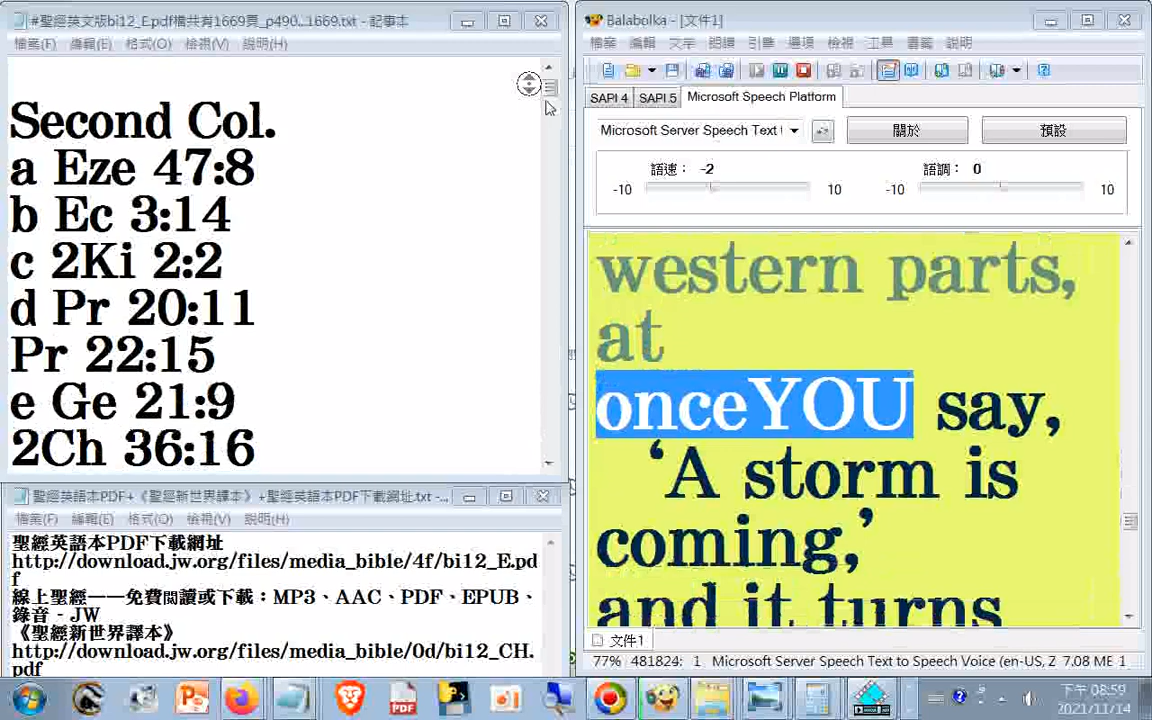 #聖經英文版bi12_E.pdf橫共有1669頁_p490...1669.txt - 記事本
檔案(F) 編輯(E) 格式(O) 檢視(V) 說明(H)
Second Col.
a Eze 47:8
b Ec 3:14
c 2Ki 2:2
d Pr 20:11
Pr 22:15
e Ge 21:9
2Ch 36:16
聖經英語本PDF+《聖經新世界譯本》+聖經英語本PDF下載網址.txt - ...
檔案(F) 編輯(E) 格式(O) 檢視(V) 說明(H)
聖經英語本PDF下載網址
http://download.jw.org/files/media_bible/4f/bi12_E.pd
f
線上聖經——免費閱讀或下載：MP3、AAC、PDF、EPUB、
錄音 - JW
《聖經新世界譯本》
http://download.jw.org/files/media_bible/0d/bi12_CH.
pdf
Balabolka - [文件1]
檔案 編輯 文字 朗讀 引擎 選項 檢視 工具 書籤 說明
SAPI 4 SAPI 5 Microsoft Speech Platform
Microsoft Server Speech Text 關於 預設
語速： -2 語調： 0
-10 10 -10 10
western parts,
at
onceYOU say,
‘A storm is
coming,’
and it turns
文件1
77% 481824: 1 Microsoft Server Speech Text to Speech Voice (en-US, Z 7.08 ME 1
PDF
下午 08:59
2021/11/14